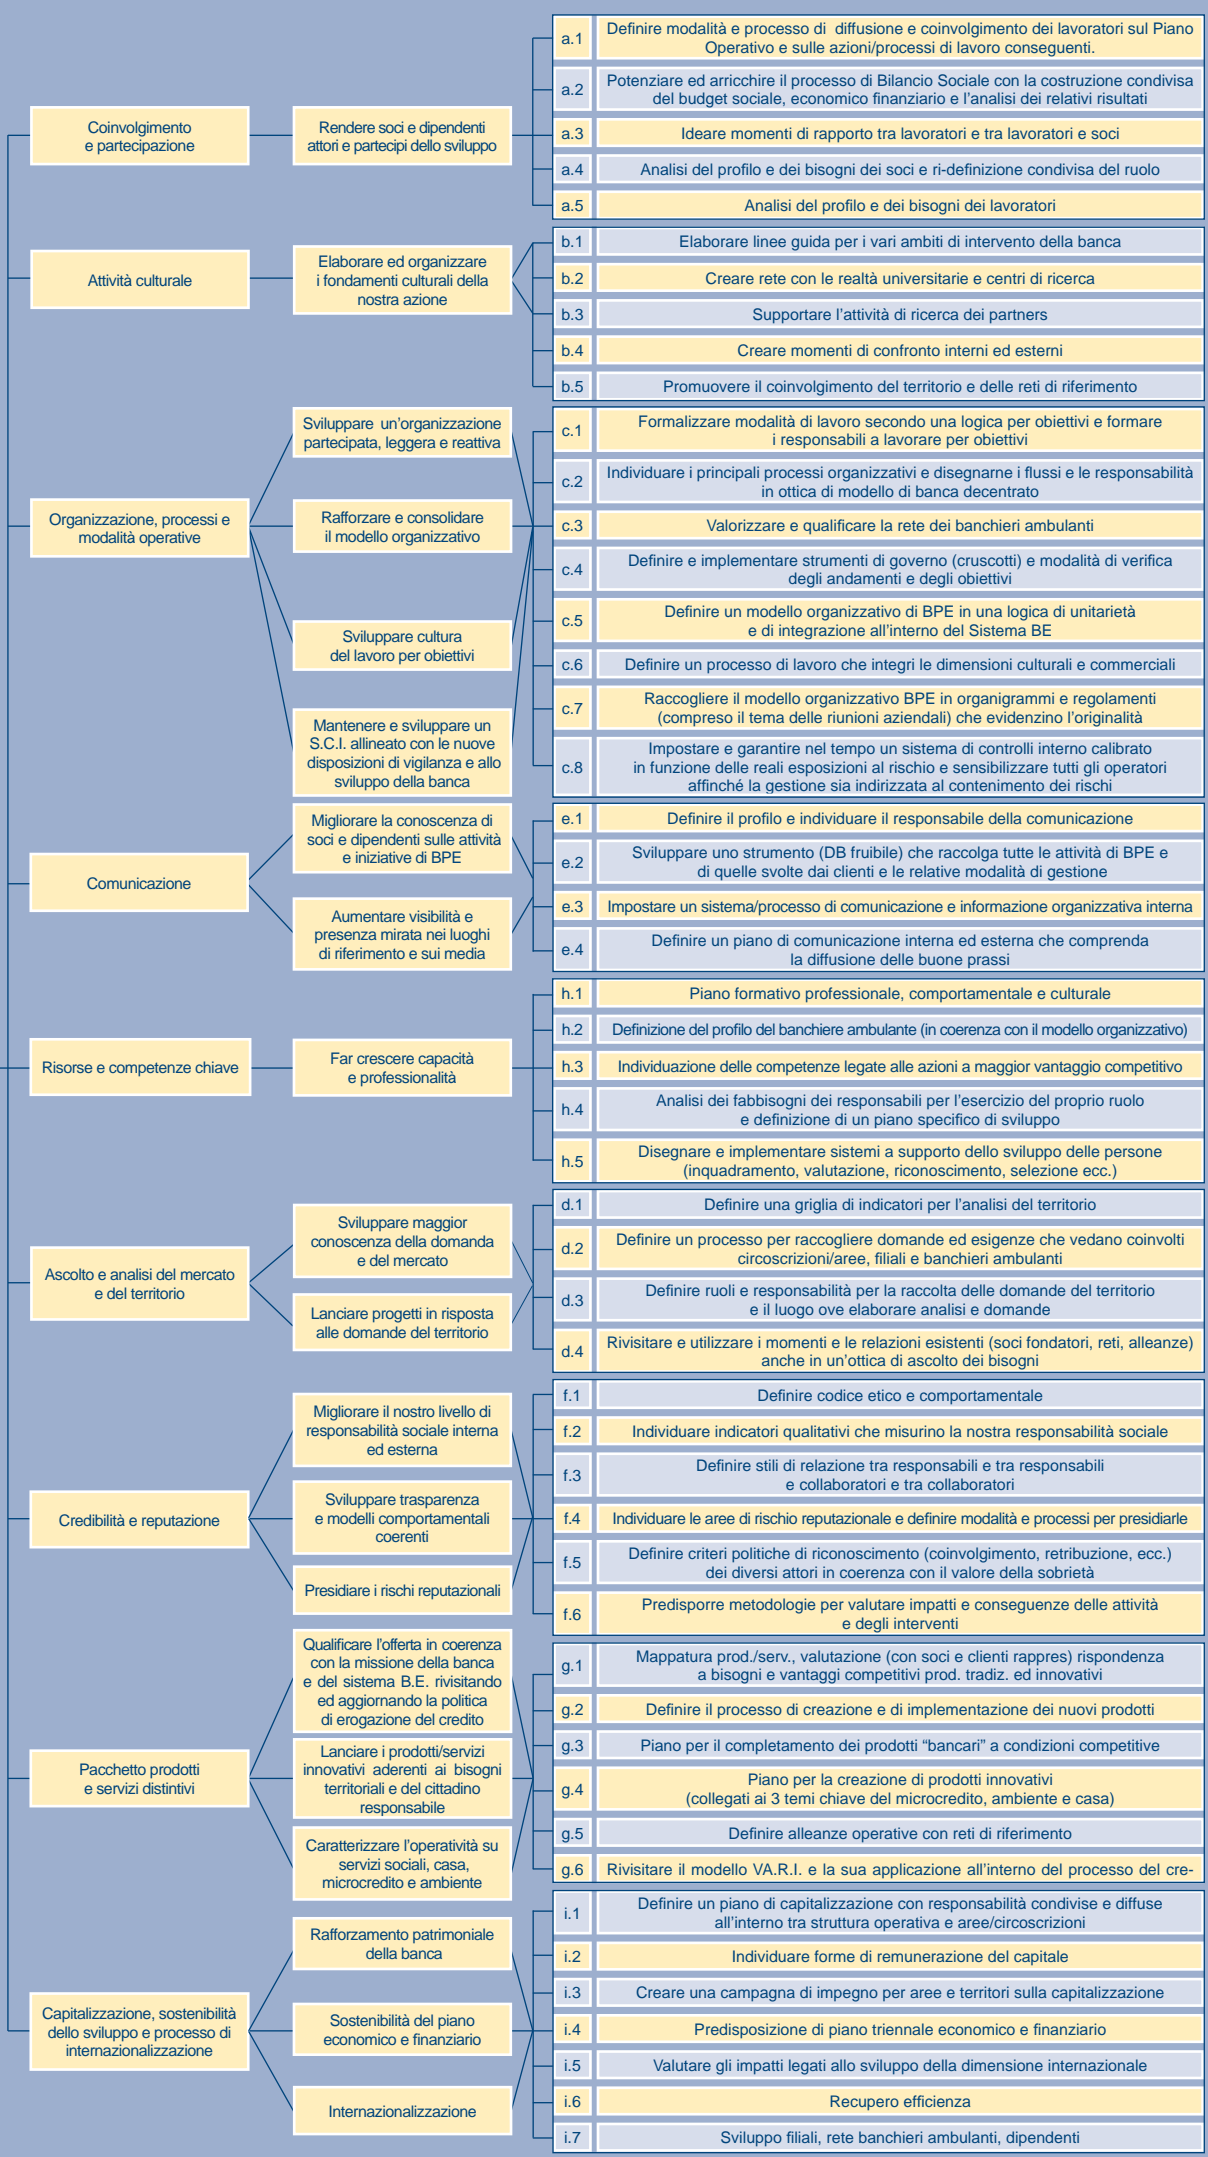 Coinvolgimento
e partecipazione
Rendere soci e dipendenti
attori e partecipi dello sviluppo
a.1
Definire modalità e processo di diffusione e coinvolgimento dei lavoratori sul Piano
Operativo e sulle azioni/processi di lavoro conseguenti.
a.2
Potenziare ed arricchire il processo di Bilancio Sociale con la costruzione condivisa
del budget sociale, economico finanziario e l'analisi dei relativi risultati
a.3
Ideare momenti di rapporto tra lavoratori e tra lavoratori e soci
a.4
Analisi del profilo e dei bisogni dei soci e ri-definizione condivisa del ruolo
a.5
Analisi del profilo e dei bisogni dei lavoratori
Attività culturale
Elaborare ed organizzare
i fondamenti culturali della
nostra azione
b.1
Elaborare linee guida per i vari ambiti di intervento della banca
b.2
Creare rete con le realtà universitarie e centri di ricerca
b.3
Supportare l'attività di ricerca dei partners
b.4
Creare momenti di confronto interni ed esterni
b.5
Promuovere il coinvolgimento del territorio e delle reti di riferimento
Organizzazione, processi e
modalità operative
Sviluppare un'organizzazione
partecipata, leggera e reattiva
Rafforzare e consolidare
il modello organizzativo
Sviluppare cultura
del lavoro per obiettivi
Mantenere e sviluppare un
S.C.I. allineato con le nuove
disposizioni di vigilanza e allo
sviluppo della banca
c.1
Formalizzare modalità di lavoro secondo una logica per obiettivi e formare
i responsabili a lavorare per obiettivi
c.2
Individuare i principali processi organizzativi e disegnarne i flussi e le responsabilità
in ottica di modello di banca decentrato
c.3
Valorizzare e qualificare la rete dei banchieri ambulanti
c.4
Definire e implementare strumenti di governo (cruscotti) e modalità di verifica
degli andamenti e degli obiettivi
c.5
Definire un modello organizzativo di BPE in una logica di unitarietà
e di integrazione all'interno del Sistema BE
c.6
Definire un processo di lavoro che integri le dimensioni culturali e commerciali
c.7
Raccogliere il modello organizzativo BPE in organigrammi e regolamenti
(compreso il tema delle riunioni aziendali) che evidenzino l'originalità
c.8
Impostare e garantire nel tempo un sistema di controlli interno calibrato
in funzione delle reali esposizioni al rischio e sensibilizzare tutti gli operatori
affinché la gestione sia indirizzata al contenimento dei rischi
Comunicazione
Migliorare la conoscenza di
soci e dipendenti sulle attività
e iniziative di BPE
Aumentare visibilità e
presenza mirata nei luoghi
di riferimento e sui media
e.1
Definire il profilo e individuare il responsabile della comunicazione
e.2
Sviluppare uno strumento (DB fruibile) che raccolga tutte le attività di BPE e
di quelle svolte dai clienti e le relative modalità di gestione
e.3
Impostare un sistema/processo di comunicazione e informazione organizzativa interna
e.4
Definire un piano di comunicazione interna ed esterna che comprenda
la diffusione delle buone prassi
Risorse e competenze chiave
Far crescere capacità
e professionalità
h.1
Piano formativo professionale, comportamentale e culturale
h.2
Definizione del profilo del banchiere ambulante (in coerenza con il modello organizzativo)
h.3
Individuazione delle competenze legate alle azioni a maggior vantaggio competitivo
h.4
Analisi dei fabbisogni dei responsabili per l'esercizio del proprio ruolo
e definizione di un piano specifico di sviluppo
h.5
Disegnare e implementare sistemi a supporto dello sviluppo delle persone
(inquadramento, valutazione, riconoscimento, selezione ecc.)
Ascolto e analisi del mercato
e del territorio
Sviluppare maggior
conoscenza della domanda
e del mercato
Lanciare progetti in risposta
alle domande del territorio
d.1
Definire una griglia di indicatori per l'analisi del territorio
d.2
Definire un processo per raccogliere domande ed esigenze che vedano coinvolti
circoscrizioni/aree, filiali e banchieri ambulanti
d.3
Definire ruoli e responsabilità per la raccolta delle domande del territorio
e il luogo ove elaborare analisi e domande
d.4
Rivisitare e utilizzare i momenti e le relazioni esistenti (soci fondatori, reti, alleanze)
anche in un'ottica di ascolto dei bisogni
Credibilità e reputazione
Migliorare il nostro livello di
responsabilità sociale interna
ed esterna
Sviluppare trasparenza
e modelli comportamentali
coerenti
Presidiare i rischi reputazionali
f.1
Definire codice etico e comportamentale
f.2
Individuare indicatori qualitativi che misurino la nostra responsabilità sociale
f.3
Definire stili di relazione tra responsabili e tra responsabili
e collaboratori e tra collaboratori
f.4
Individuare le aree di rischio reputazionale e definire modalità e processi per presidiarle
f.5
Definire criteri politiche di riconoscimento (coinvolgimento, retribuzione, ecc.)
dei diversi attori in coerenza con il valore della sobrietà
f.6
Predisporre metodologie per valutare impatti e conseguenze delle attività
e degli interventi
Pacchetto prodotti
e servizi distintivi
Qualificare l'offerta in coerenza
con la missione della banca
e del sistema B.E. rivisitando
ed aggiornando la politica
di erogazione del credito
Lanciare i prodotti/servizi
innovativi aderenti ai bisogni
territoriali e del cittadino
responsabile
Caratterizzare l'operatività su
servizi sociali, casa,
microcredito e ambiente
g.1
Mappatura prod./serv., valutazione (con soci e clienti rappres) rispondenza
a bisogni e vantaggi competitivi prod. tradiz. ed innovativi
g.2
Definire il processo di creazione e di implementazione dei nuovi prodotti
g.3
Piano per il completamento dei prodotti “bancari” a condizioni competitive
g.4
Piano per la creazione di prodotti innovativi
(collegati ai 3 temi chiave del microcredito, ambiente e casa)
g.5
Definire alleanze operative con reti di riferimento
g.6
Rivisitare il modello VA.R.I. e la sua applicazione all'interno del processo del cre-
Capitalizzazione, sostenibilità
dello sviluppo e processo di
internazionalizzazione
Rafforzamento patrimoniale
della banca
Sostenibilità del piano
economico e finanziario
Internazionalizzazione
i.1
Definire un piano di capitalizzazione con responsabilità condivise e diffuse
all'interno tra struttura operativa e aree/circoscrizioni
i.2
Individuare forme di remunerazione del capitale
i.3
Creare una campagna di impegno per aree e territori sulla capitalizzazione
i.4
Predisposizione di piano triennale economico e finanziario
i.5
Valutare gli impatti legati allo sviluppo della dimensione internazionale
i.6
Recupero efficienza
i.7
Sviluppo filiali, rete banchieri ambulanti, dipendenti